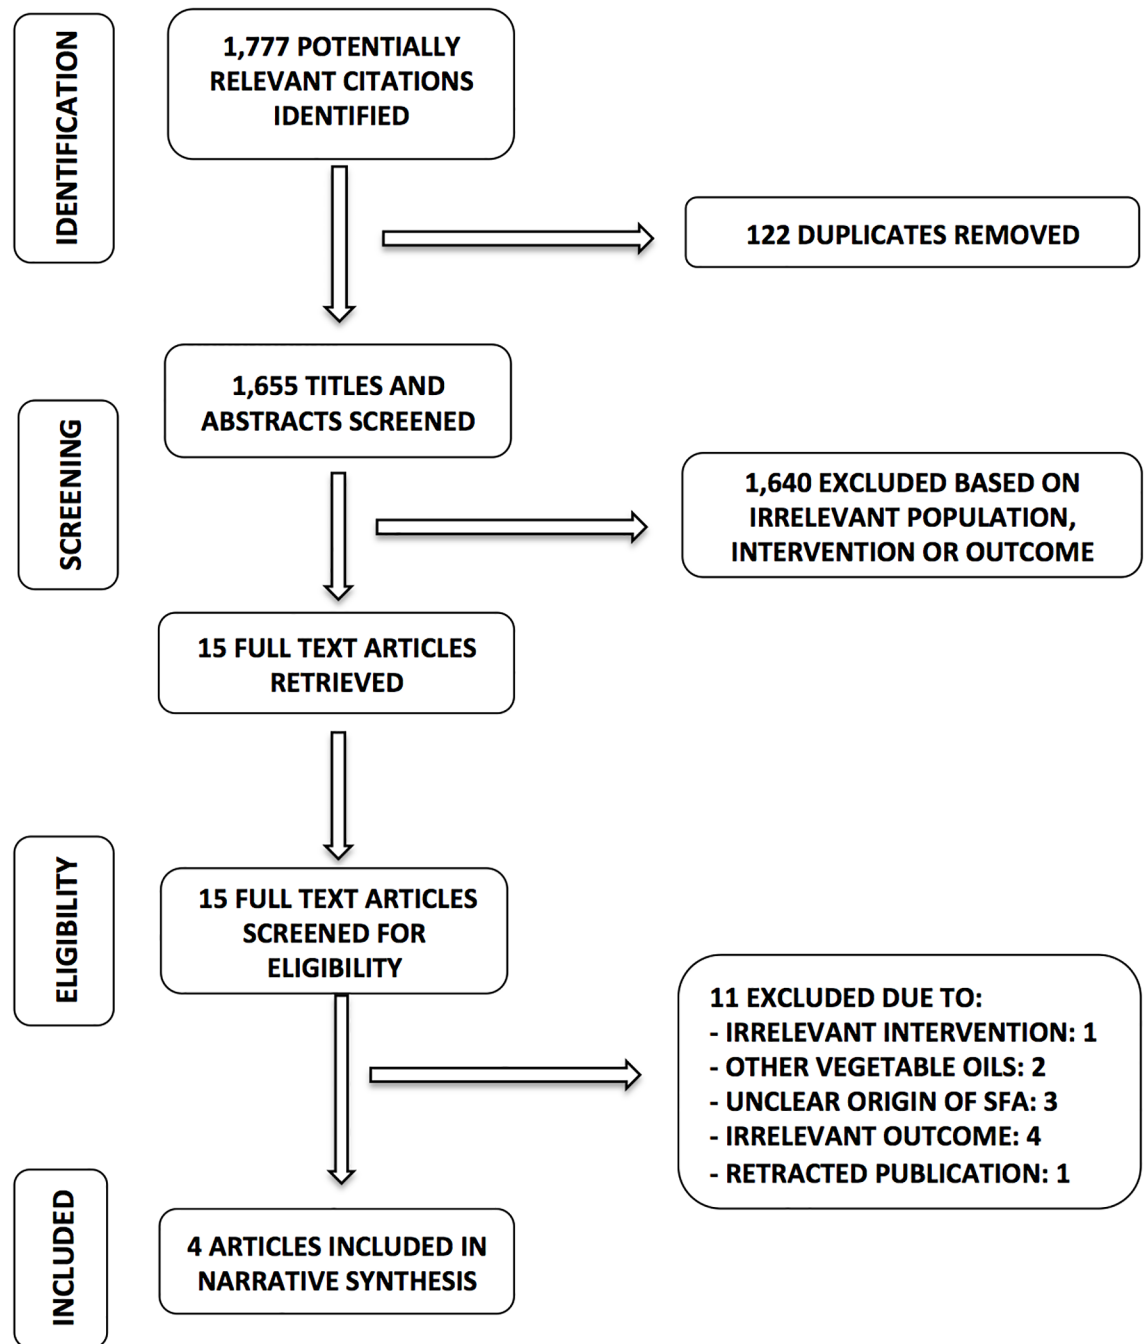 IDENTIFICATION
1,777 POTENTIALLY
RELEVANT CITATIONS
IDENTIFIED
122 DUPLICATES REMOVED
SCREENING
1,655 TITLES AND
ABSTRACTS SCREENED
1,640 EXCLUDED BASED ON
IRRELEVANT POPULATION,
INTERVENTION OR OUTCOME
15 FULL TEXT ARTICLES
RETRIEVED
ELIGIBILITY
15 FULL TEXT ARTICLES
SCREENED FOR
ELIGIBILITY
11 EXCLUDED DUE TO:
- IRRELEVANT INTERVENTION: 1
- OTHER VEGETABLE OILS: 2
- UNCLEAR ORIGIN OF SFA: 3
- IRRELEVANT OUTCOME: 4
- RETRACTED PUBLICATION: 1
INCLUDED
4 ARTICLES INCLUDED IN
NARRATIVE SYNTHESIS